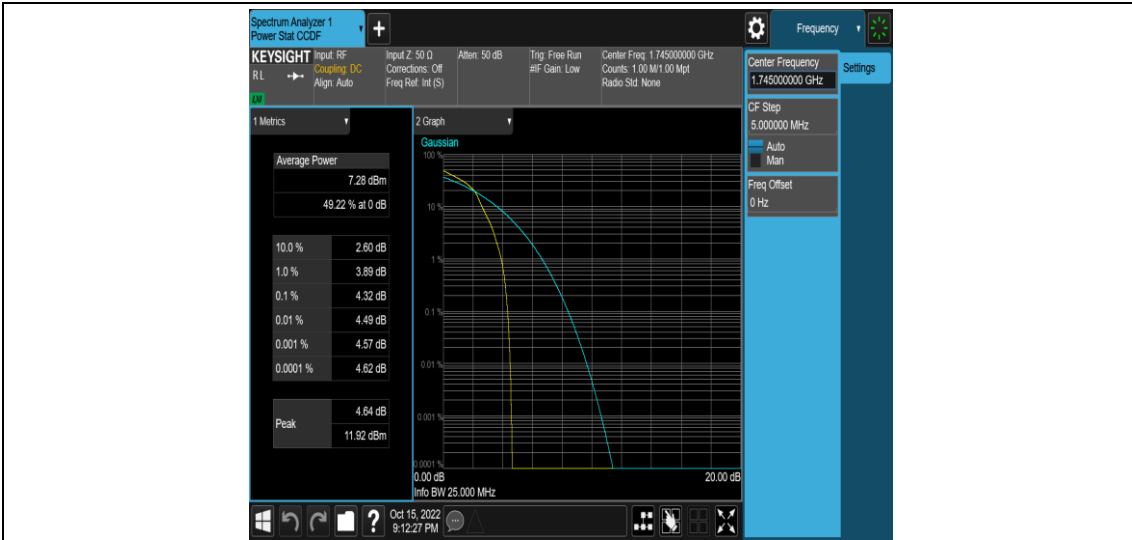 Spectrum Analyzer 1
Power Stat CCDF
+
Frequency
KEYSIGHT
Input: RF
Coupling: DC
Align: Auto
Input Z: 50 Ω
Corrections: Off
Freq Ref: Int (S)
Atten: 50 dB
Trig: Free Run
#IF Gain: Low
Center Freq: 1.745000000 GHz
Counts: 1.00 M/1.00 Mpt
Radio Std: None
RL
LNI
Center Frequency
1.745000000 GHz
Settings
CF Step
5.000000 MHz
Auto
Man
Freq Offset
0 Hz
1 Metrics
Average Power
7.28 dBm
49.22 % at 0 dB
10.0 % 2.60 dB
1.0 % 3.89 dB
0.1 % 4.32 dB
0.01 % 4.49 dB
0.001 % 4.57 dB
0.0001 % 4.62 dB
Peak
4.64 dB
11.92 dBm
2 Graph
Gaussian
100 %
10 %
1 %
0.1 %
0.01 %
0.001 %
0.0001 %
0.00 dB 20.00 dB
Info BW 25.000 MHz
?
Oct 15, 2022
9:12:27 PM